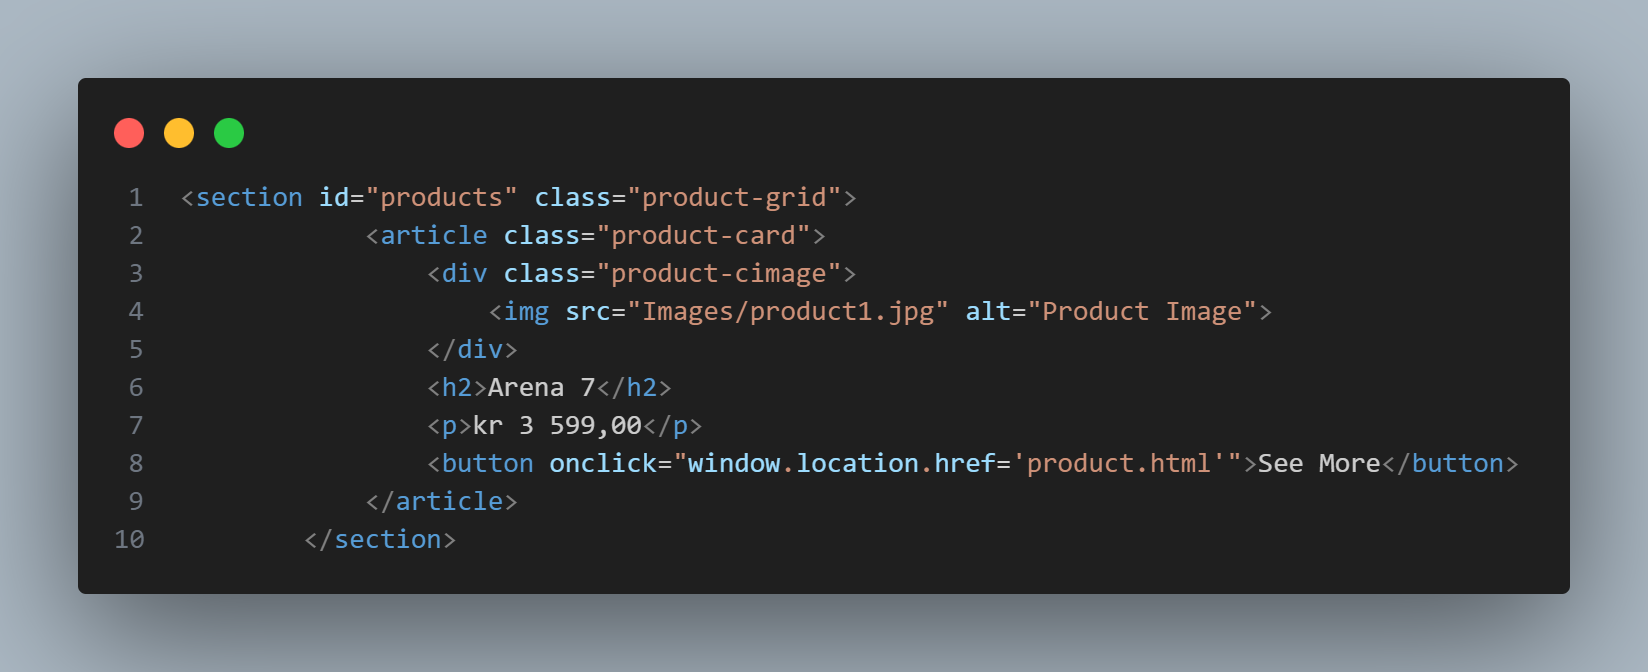 1 <section id="products" class="product-grid">
2 <article class="product-card">
3 <div class="product-cimage">
4 <img src="Images/product1.jpg" alt="Product Image">
5 </div>
6 <h2>Arena 7</h2>
7 <p>kr 3 599,00</p>
8 <button onclick="window.location.href='product.html'">See More</button>
9 </article>
10 </section>